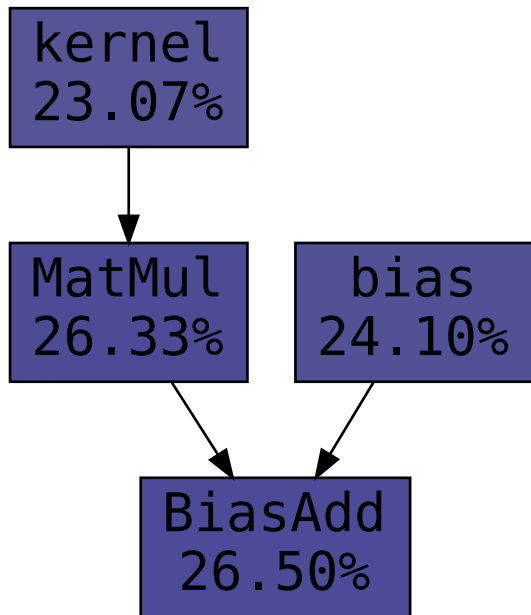 kernel
23.07%
MatMul
26.33%
bias
24.10%
BiasAdd
26.50%